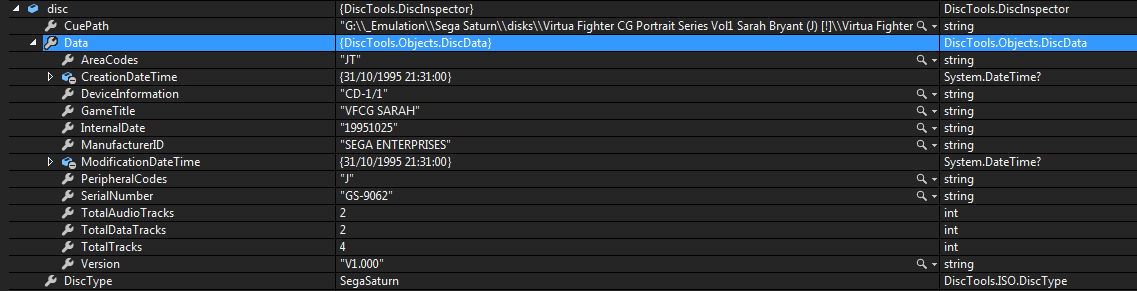 disc {DiscTools.DiscInspector} DiscTools.DiscInspector
CuePath "G:\\_Emulation\\Sega Saturn\\disks\\Virtua Fighter CG Portrait Series Vol1 Sarah Bryant (J) [!]\\Virtua Fighter string
Data {DiscTools.Objects.DiscData} DiscTools.Objects.DiscData
AreaCodes "JT" string
CreationDateTime {31/10/1995 21:31:00} System.DateTime?
DeviceInformation "CD-1/1" string
GameTitle "VFCG SARAH" string
InternalDate "19951025" string
ManufacturerID "SEGA ENTERPRISES" string
ModificationDateTime {31/10/1995 21:31:00} System.DateTime?
PeripheralCodes "J" string
SerialNumber "GS-9062" string
TotalAudioTracks 2 int
TotalDataTracks 2 int
TotalTracks 4 int
Version "V1.000" string
DiscType SegaSaturn DiscTools.ISO.DiscType